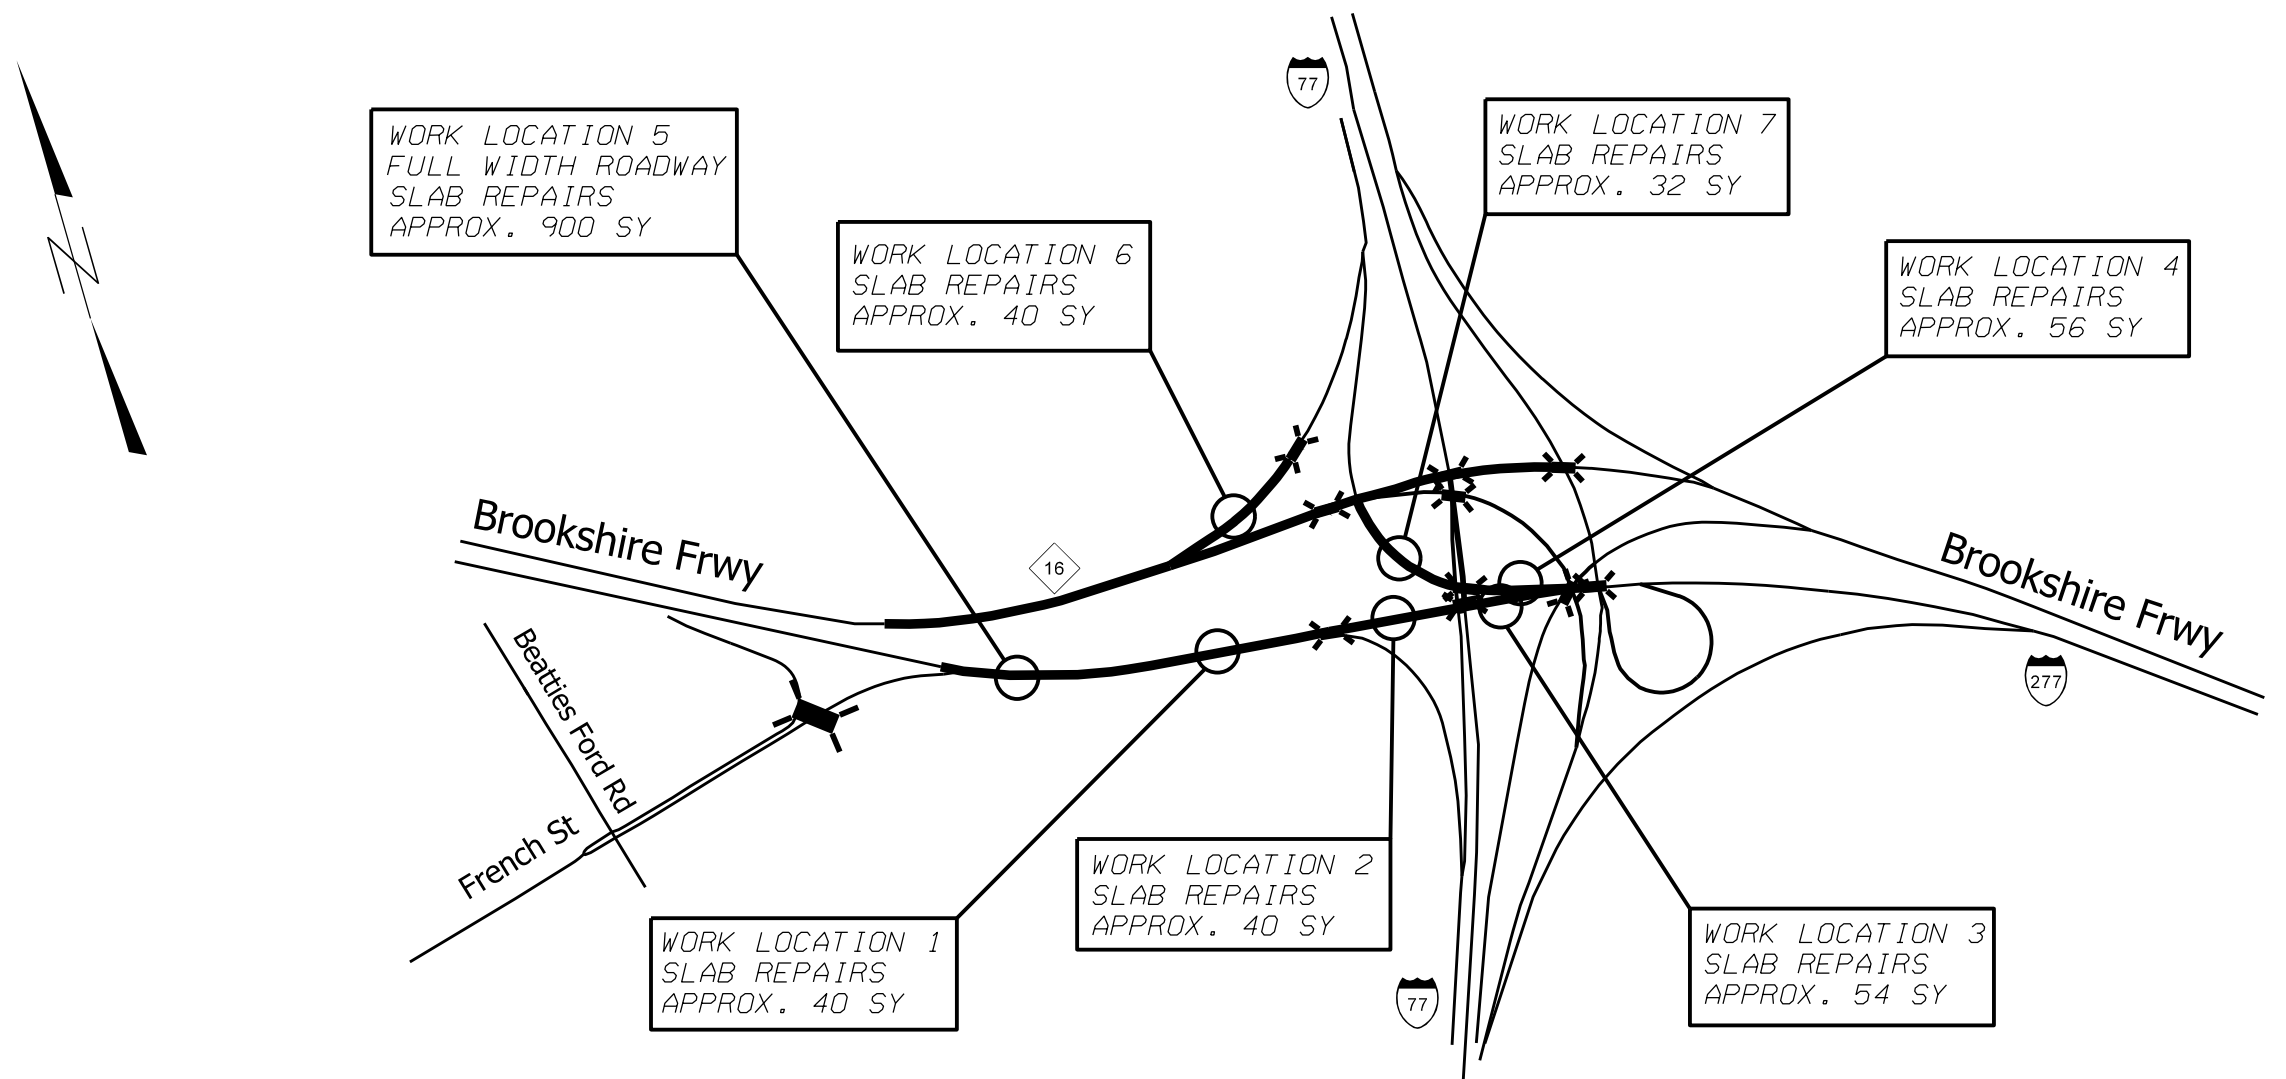 77
WORK LOCATION 5
FULL WIDTH ROADWAY
SLAB REPAIRS
APPROX. 900 SY
WORK LOCATION 7
SLAB REPAIRS
APPROX. 32 SY
WORK LOCATION 6
SLAB REPAIRS
APPROX. 40 SY
WORK LOCATION 4
SLAB REPAIRS
APPROX. 56 SY
N
Brookshire Frwy
16
Brookshire Frwy
277
Beatties Ford Rd
French St
WORK LOCATION 2
SLAB REPAIRS
APPROX. 40 SY
WORK LOCATION 1
SLAB REPAIRS
APPROX. 40 SY
77
WORK LOCATION 3
SLAB REPAIRS
APPROX. 54 SY